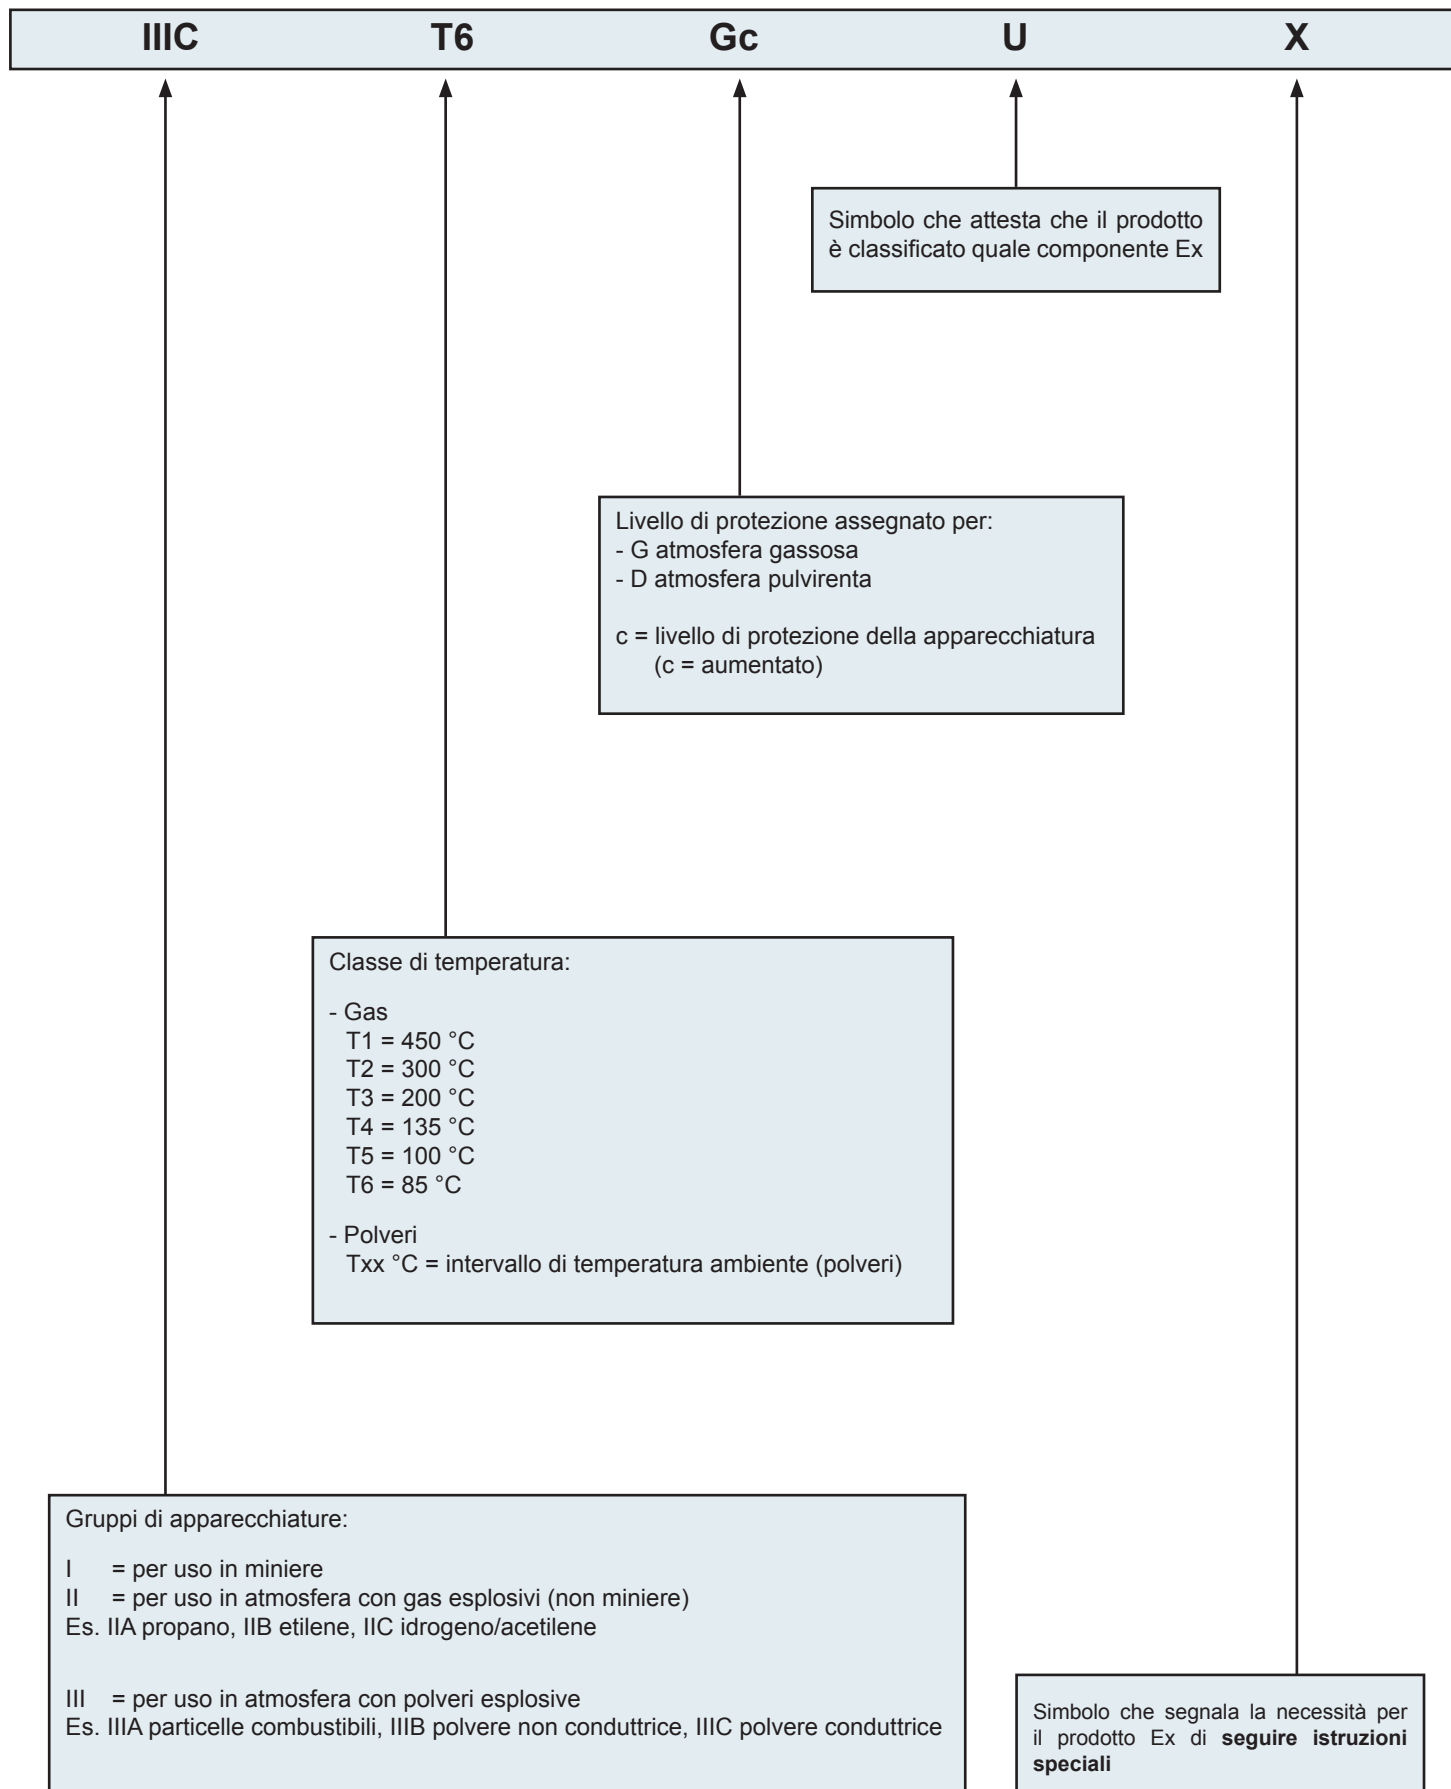 IIIC T6 Gc U X
Simbolo che attesta che il prodotto
è classificato quale componente Ex
Livello di protezione assegnato per:
- G atmosfera gassosa
- D atmosfera pulvirenta
c = livello di protezione della apparecchiatura
(c = aumentato)
Classe di temperatura:
- Gas
T1 = 450 °C
T2 = 300 °C
T3 = 200 °C
T4 = 135 °C
T5 = 100 °C
T6 = 85 °C
- Polveri
Txx °C = intervallo di temperatura ambiente (polveri)
Gruppi di apparecchiature:
I = per uso in miniere
II = per uso in atmosfera con gas esplosivi (non miniere)
Es. IIA propano, IIB etilene, IIC idrogeno/acetilene
III = per uso in atmosfera con polveri esplosive
Es. IIIA particelle combustibili, IIIB polvere non conduttrice, IIIC polvere conduttrice
Simbolo che segnala la necessità per
il prodotto Ex di seguire istruzioni
speciali